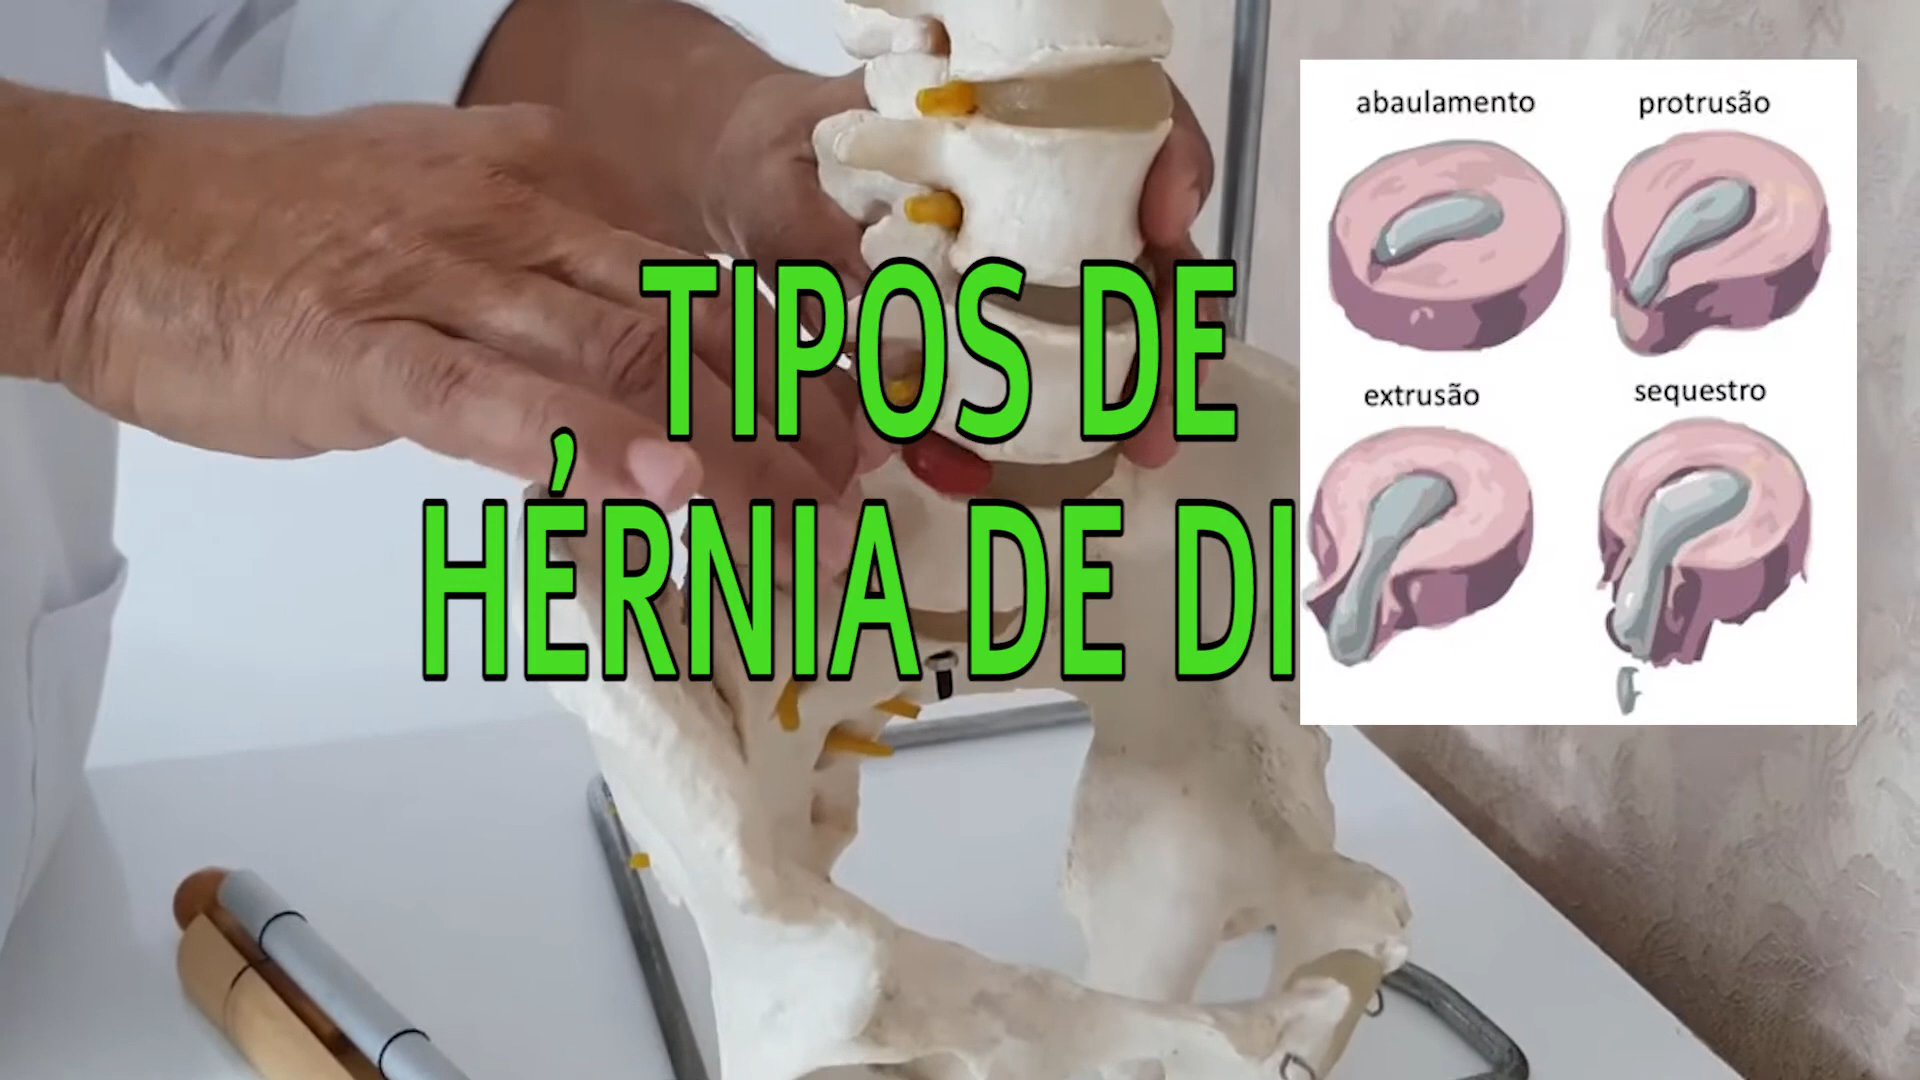 TIPOS DE
HÉRNIA DE DI
abaulamento
protrusão
extrusão
sequestro